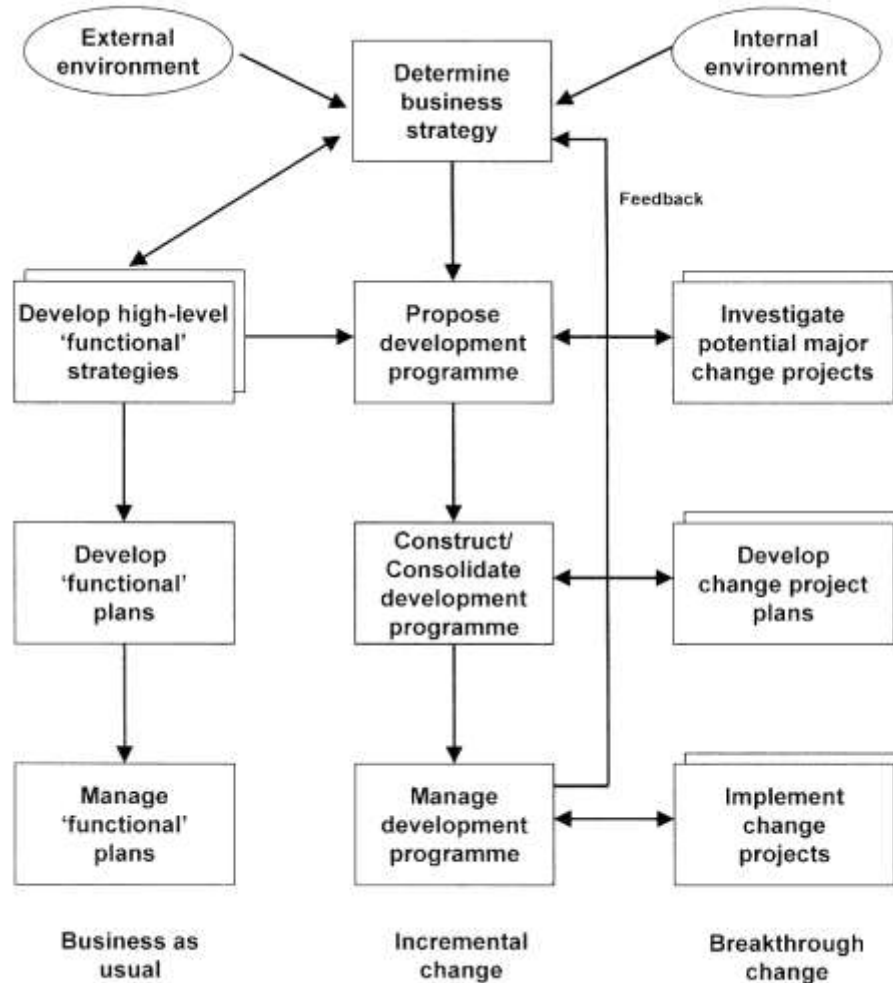 External
environment
Determine
business
strategy
Internal
environment
Feedback
Develop high-level
‘functional’
strategies
Propose
development
programme
Investigate
potential major
change projects
Develop
‘functional’
plans
Construct/
Consolidate
development
programme
Develop
change project
plans
Manage
‘functional’
plans
Manage
development
programme
Implement
change
projects
Business as
usual
Incremental
change
Breakthrough
change